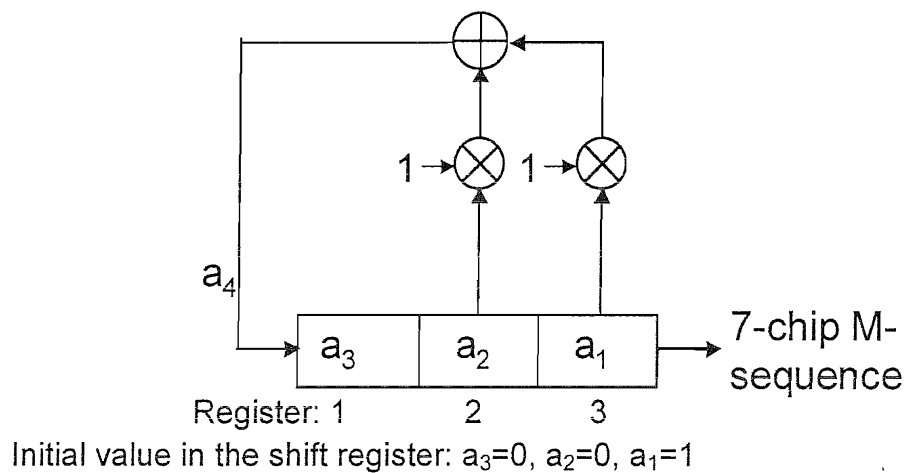 1 1
a₄
a₃ a₂ a₁
7-chip M-
sequence
Register: 1 2 3
Initial value in the shift register: a₃=0, a₂=0, a₁=1